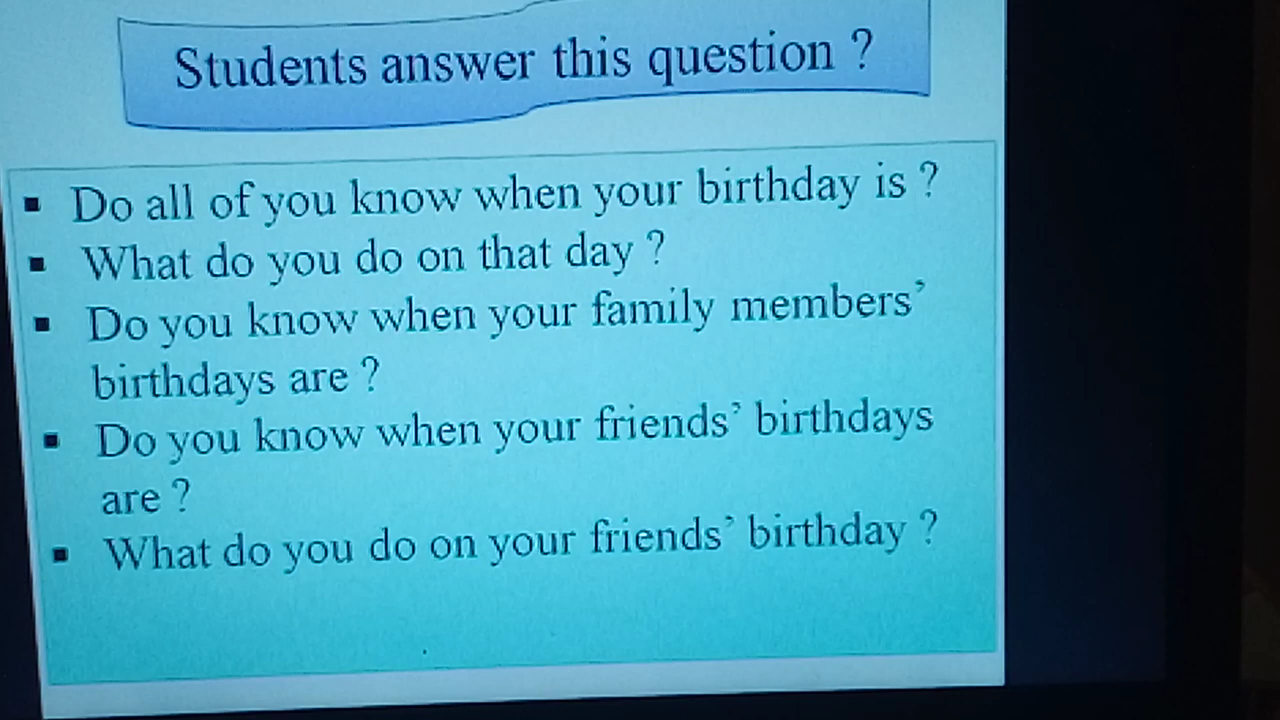 Students answer this question ?
▪ Do all of you know when your birthday is ?
▪ What do you do on that day ?
▪ Do you know when your family members’
birthdays are ?
▪ Do you know when your friends’ birthdays
are ?
▪ What do you do on your friends’ birthday ?